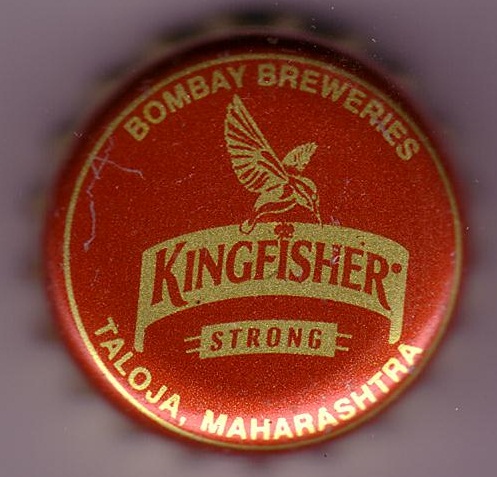 BOMBAY BREWERIES
KINGFISHER
STRONG
TALOJA, MAHARASHTRA